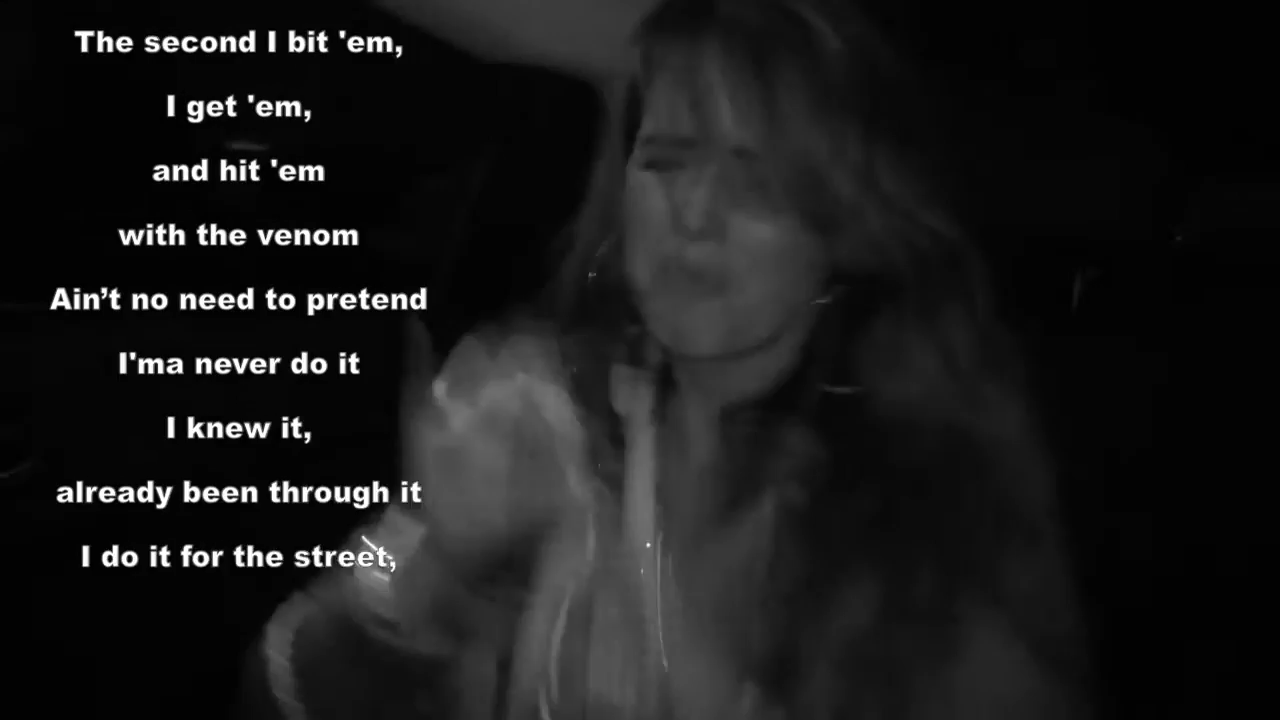 The second I bit 'em,
I get 'em,
and hit 'em
with the venom
Ain’t no need to pretend
I'ma never do it
I knew it,
already been through it
I do it for the street,